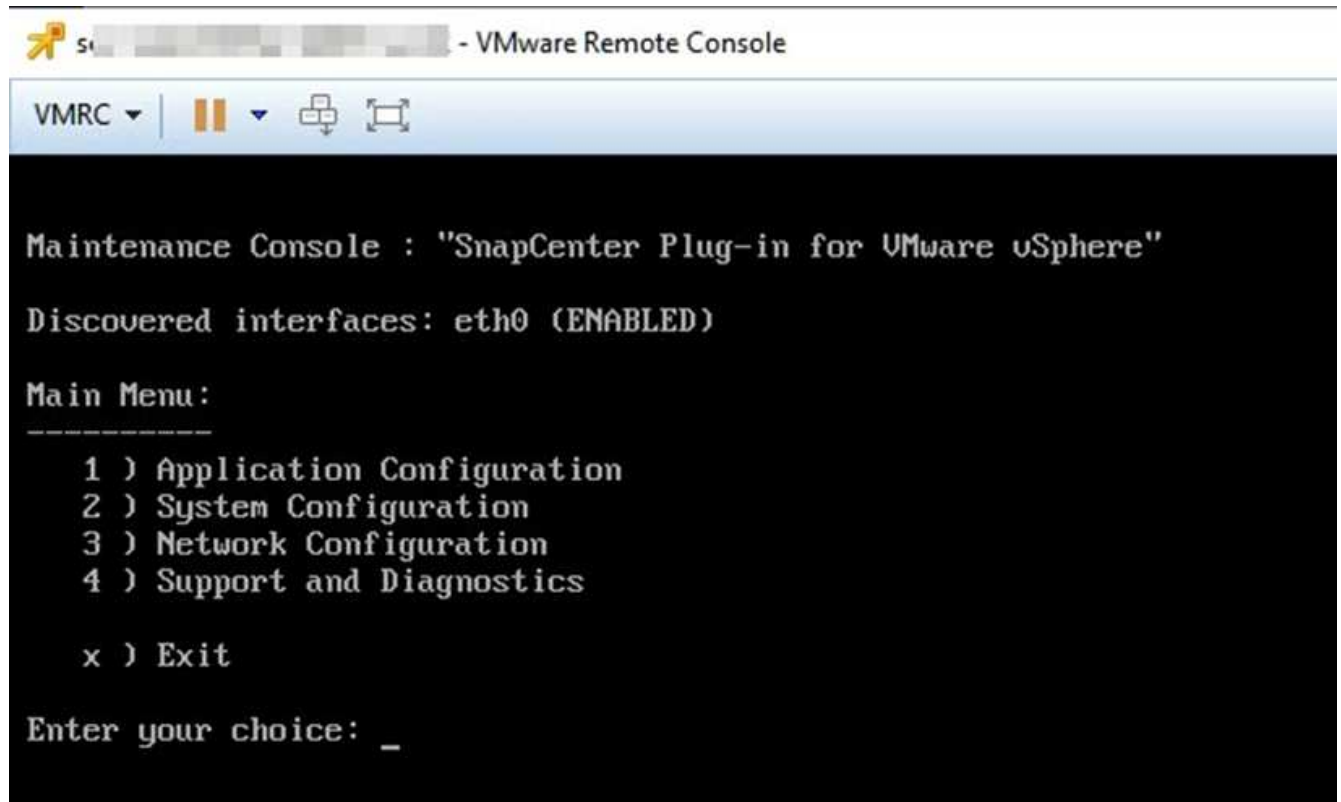 - VMware Remote Console
VMRC
Maintenance Console : "SnapCenter Plug-in for VMware vSphere"
Discovered interfaces: eth0 (ENABLED)
Main Menu:
----------
1 ) Application Configuration
2 ) System Configuration
3 ) Network Configuration
4 ) Support and Diagnostics
x ) Exit
Enter your choice: _